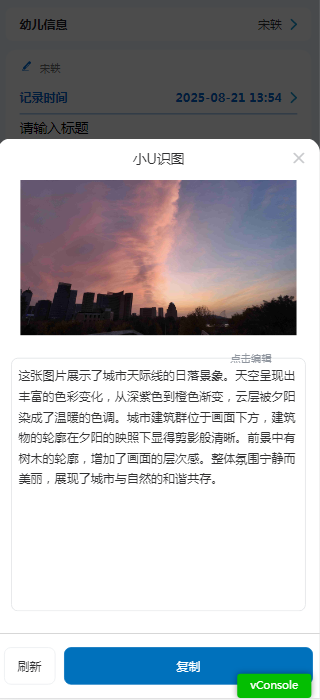 幼儿信息 宋轶
宋轶
记录时间 2025-08-21 13:54
请输入标题
小U识图
点击编辑
这张图片展示了城市天际线的日落景象。天空呈现出
丰富的色彩变化，从深紫色到橙色渐变，云层被夕阳
染成了温暖的色调。城市建筑群位于画面下方，建筑
物的轮廓在夕阳的映照下显得剪影般清晰。前景中有
树木的轮廓，增加了画面的层次感。整体氛围宁静而
美丽，展现了城市与自然的和谐共存。
刷新 复制
vConsole